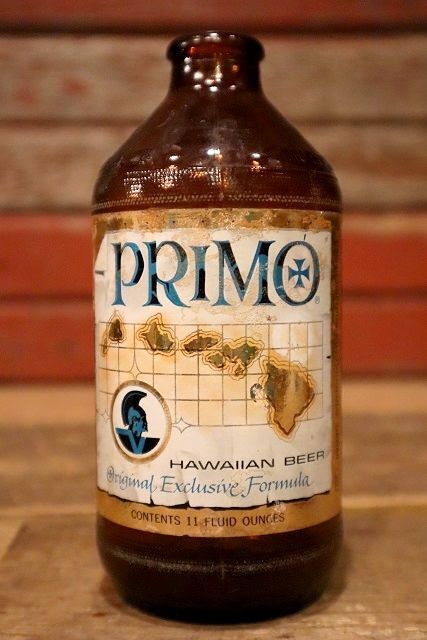 PRIMO®
HAWAIIAN BEER
Original Exclusive Formula
CONTENTS 11 FLUID OUNCES